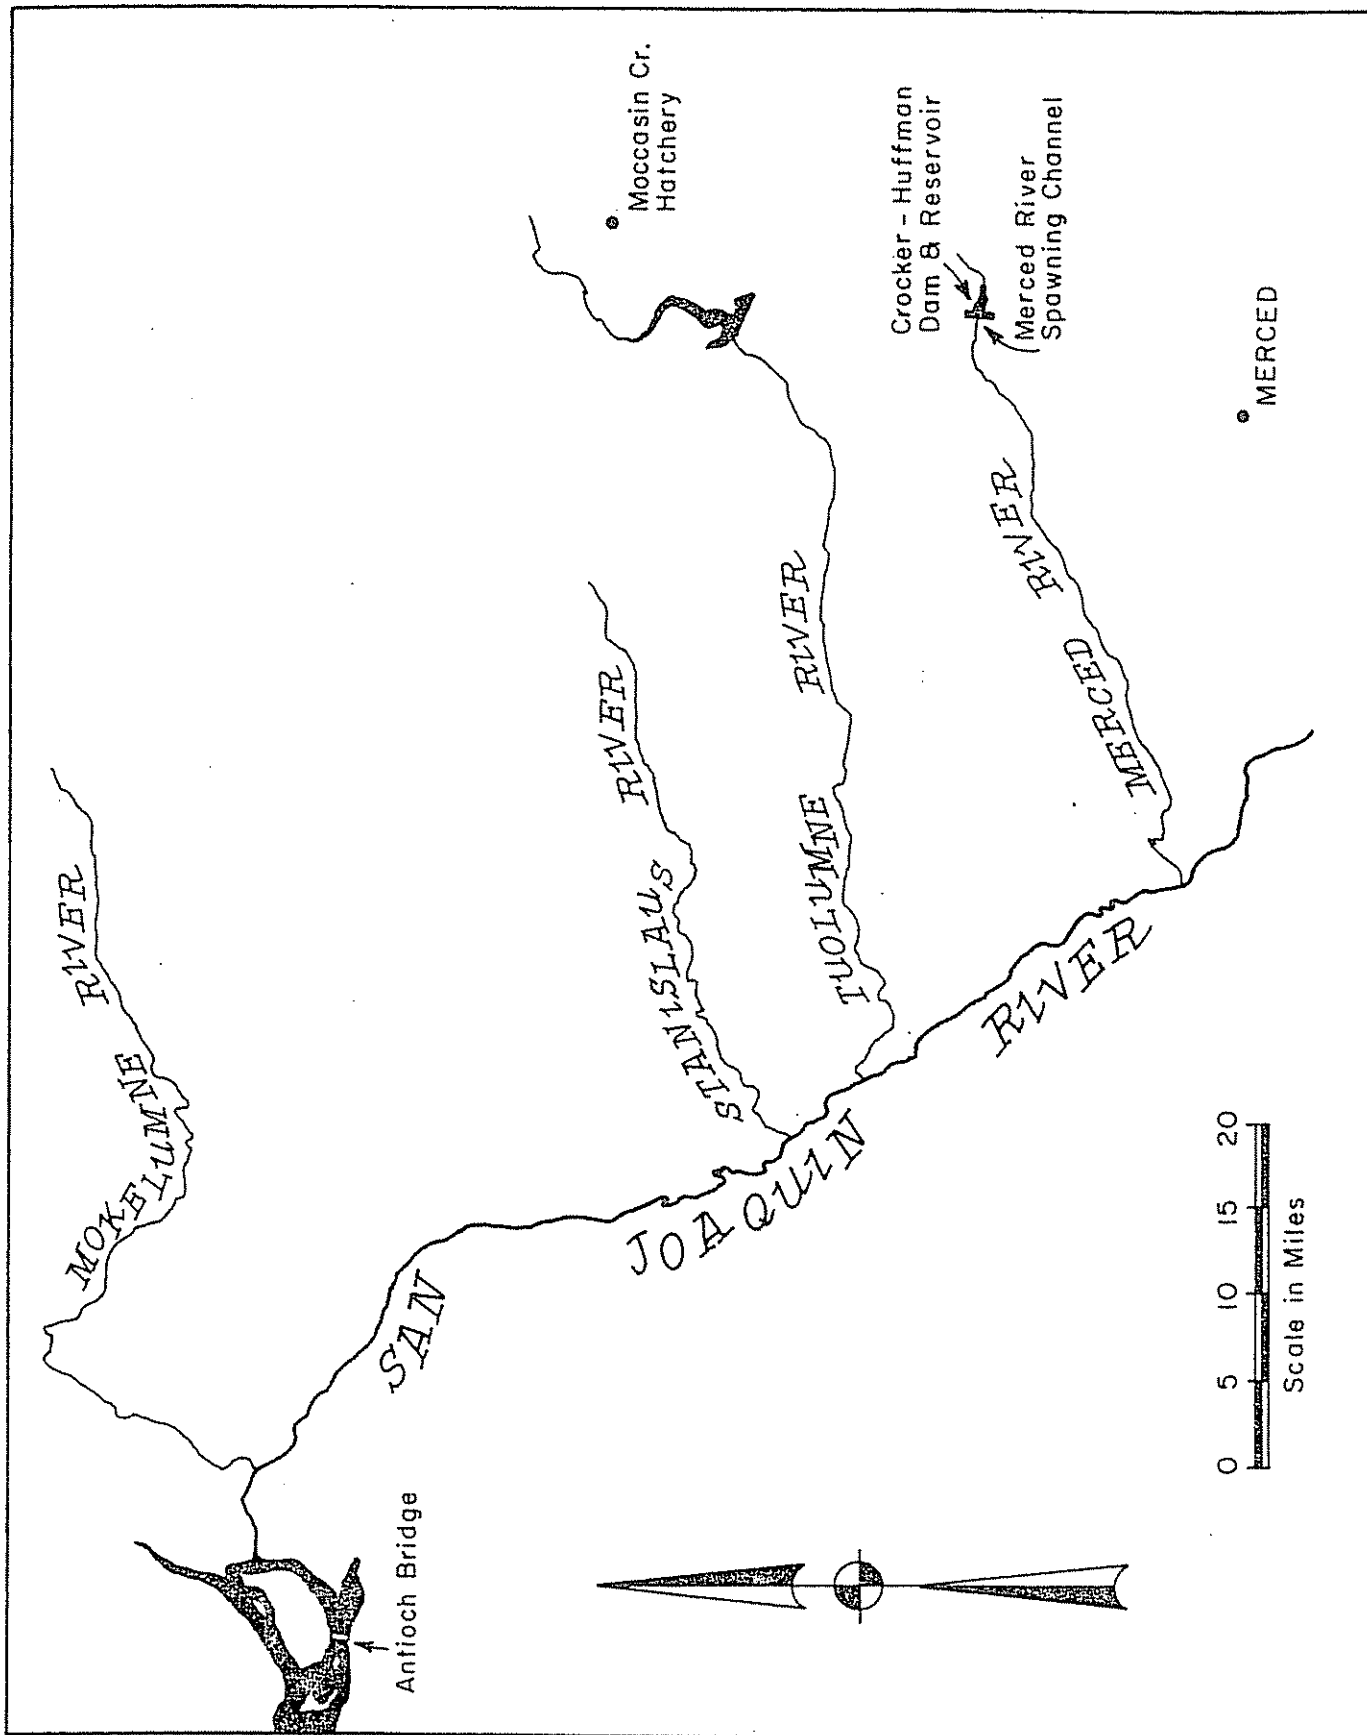 MOKELUMNE RIVER
Moccasin Cr.
Hatchery
STANISLAUS RIVER
TUOLUMNE RIVER
Crocker - Huffman
Dam & Reservoir
Merced River
Spawning Channel
MERCED RIVER
MERCED
SAN JOAQUIN RIVER
Antioch Bridge
0 5 10 15 20
Scale in Miles